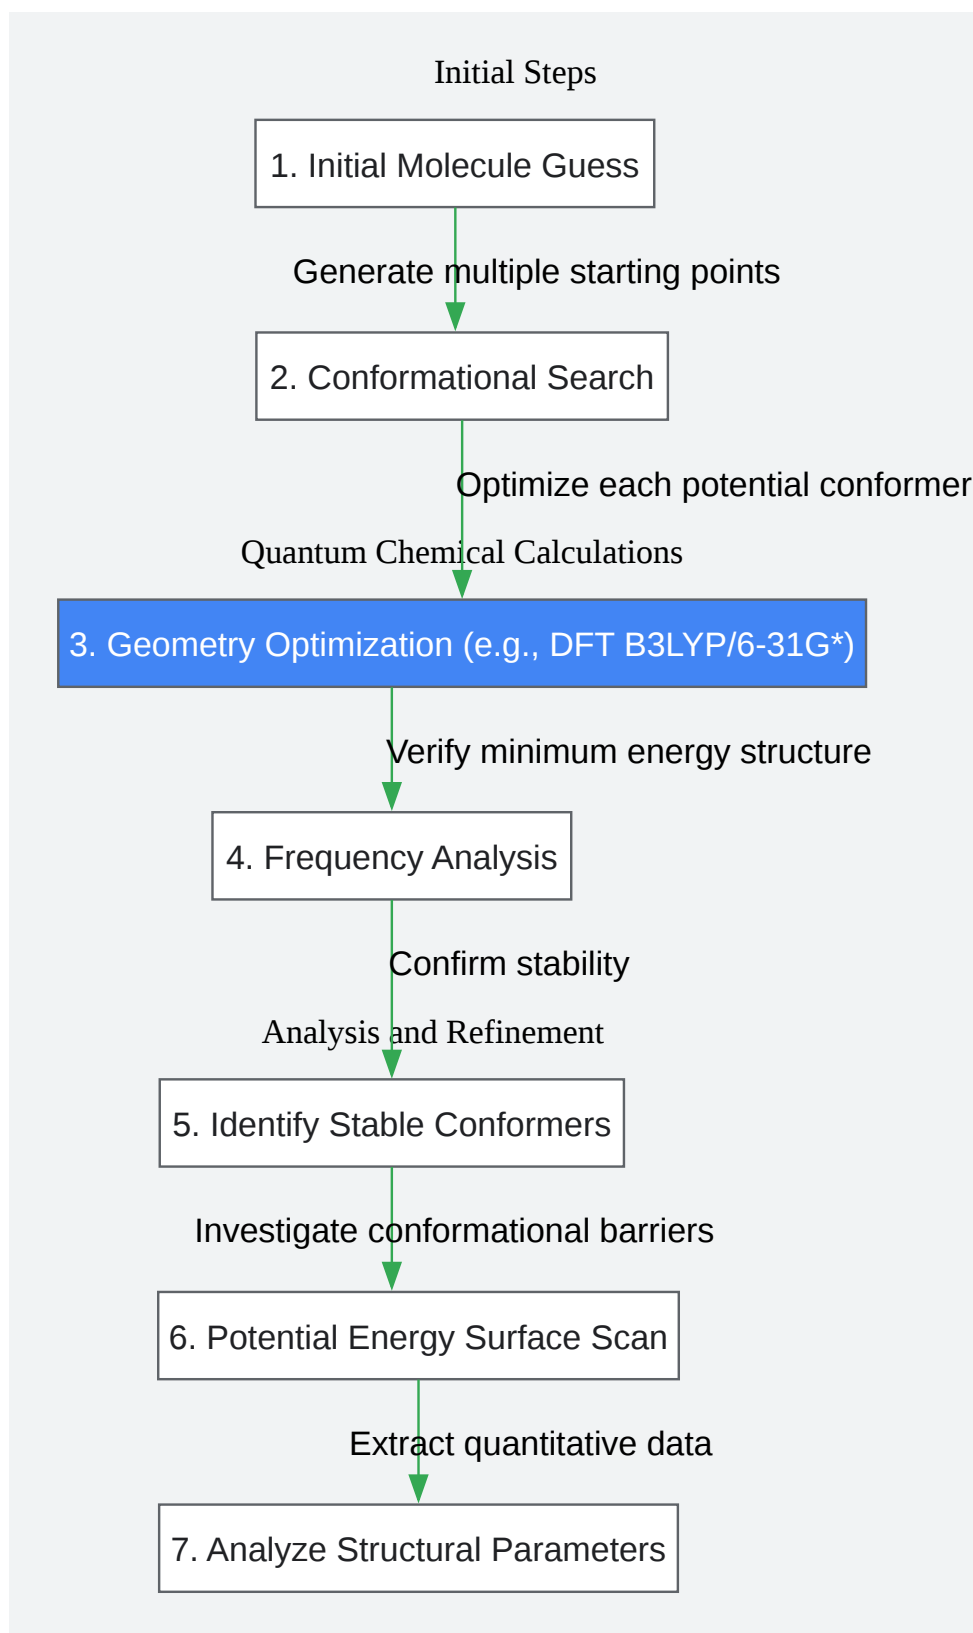 Initial Steps
1. Initial Molecule Guess
Generate multiple starting points
2. Conformational Search
Optimize each potential conformer
Quantum Chemical Calculations
3. Geometry Optimization (e.g., DFT B3LYP/6-31G*)
Verify minimum energy structure
4. Frequency Analysis
Confirm stability
Analysis and Refinement
5. Identify Stable Conformers
Investigate conformational barriers
6. Potential Energy Surface Scan
Extract quantitative data
7. Analyze Structural Parameters